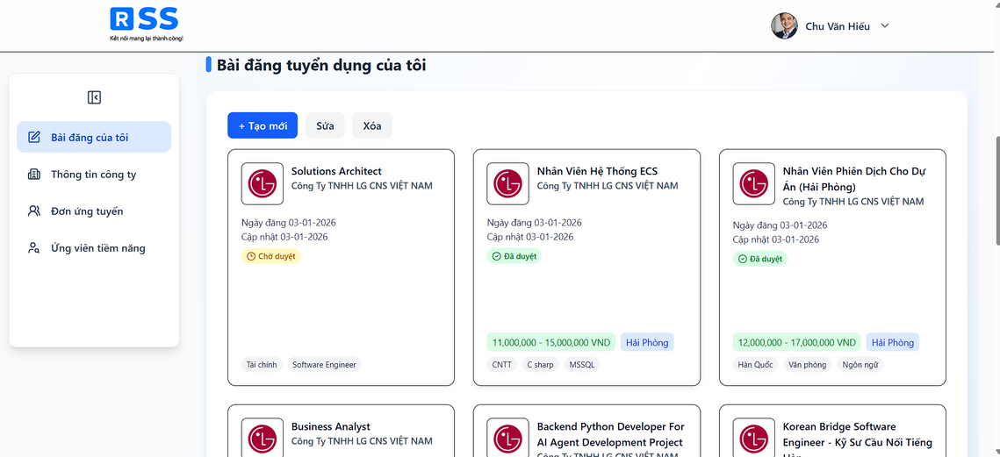 RSS
Kết nối mang lại thành công!
Chu Văn Hiếu
Bài đăng tuyển dụng của tôi
Bài đăng của tôi
Thông tin công ty
Đơn ứng tuyển
Ứng viên tiềm năng
+ Tạo mới
Sửa
Xóa
Solutions Architect
Công Ty TNHH LG CNS VIỆT NAM
Ngày đăng 03-01-2026
Cập nhật 03-01-2026
Chờ duyệt
Tài chính
Software Engineer
Nhân Viên Hệ Thống ECS
Công Ty TNHH LG CNS VIỆT NAM
Ngày đăng 03-01-2026
Cập nhật 03-01-2026
Đã duyệt
11,000,000 - 15,000,000 VND
Hải Phòng
CNTT
C sharp
MSSQL
Nhân Viên Phiên Dịch Cho Dự
Án (Hải Phòng)
Công Ty TNHH LG CNS VIỆT NAM
Ngày đăng 03-01-2026
Cập nhật 03-01-2026
Đã duyệt
12,000,000 - 17,000,000 VND
Hải Phòng
Hàn Quốc
Văn phòng
Ngôn ngữ
Business Analyst
Công Ty TNHH LG CNS VIỆT NAM
Backend Python Developer For
AI Agent Development Project
Công Ty TNHH LG CNS VIỆT NAM
Korean Bridge Software
Engineer - Kỹ Sư Cầu Nối Tiếng